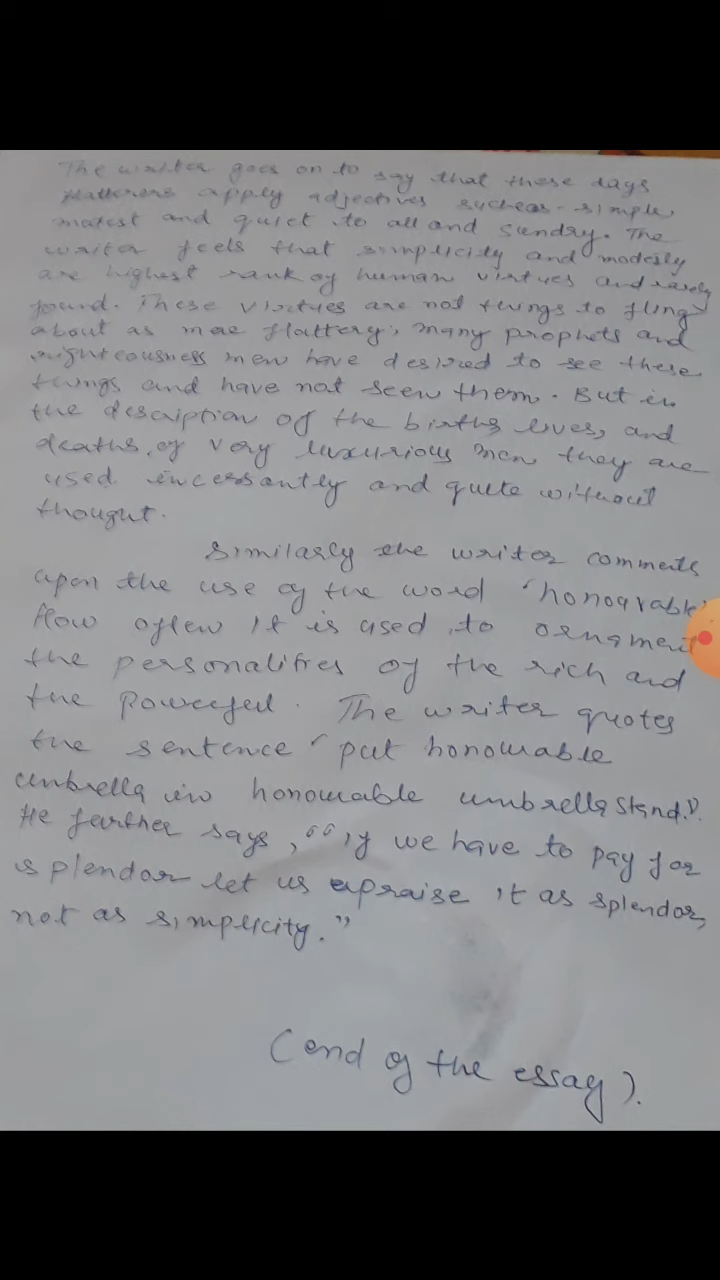 The writer goes on to say that these days
flatterers apply adjectives such as - simple,
modest and quiet to all and sundry. The
writer feels that simplicity and modesty
are highest rank of human virtues and rarely
found. These virtues are not things to fling
about as mere flattery, many prophets and
righteousness men have desired to see these
things and have not seen them. But in
the description of the births, lives, and
deaths, of very luxurious men they are
used incessantly and quite without
thought.
Similarly the writer comments
upon the use of the word 'honourable'
How often it is used, to ornament
the personalities of the rich and
the powerful. The writer quotes
the sentence ' put honourable
umbrella in honourable umbrella stand.'
He further says, "if we have to pay for
splendor let us apraise it as splendor,
not as simplicity."
(end of the essay).